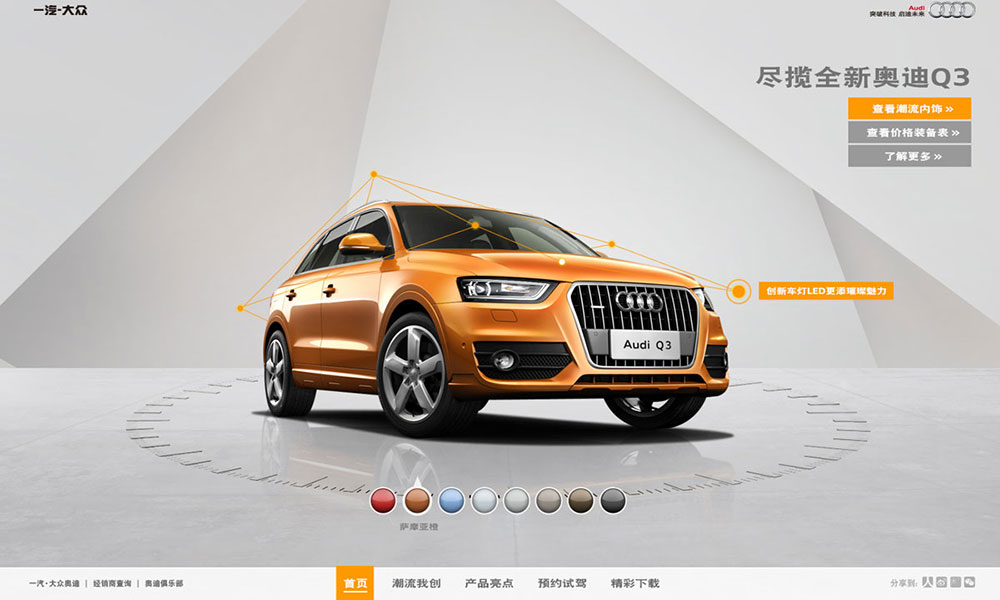 一汽-大众
Audi
突破科技 启迪未来
尽揽全新奥迪Q3
查看潮流内饰 »
查看价格装备表 »
了解更多 »
创新车灯LED更添璀璨魅力
Audi Q3
萨摩亚橙
一汽·大众奥迪 | 经销商查询 | 奥迪俱乐部
首页 潮流我创 产品亮点 预约试驾 精彩下载
分享到: